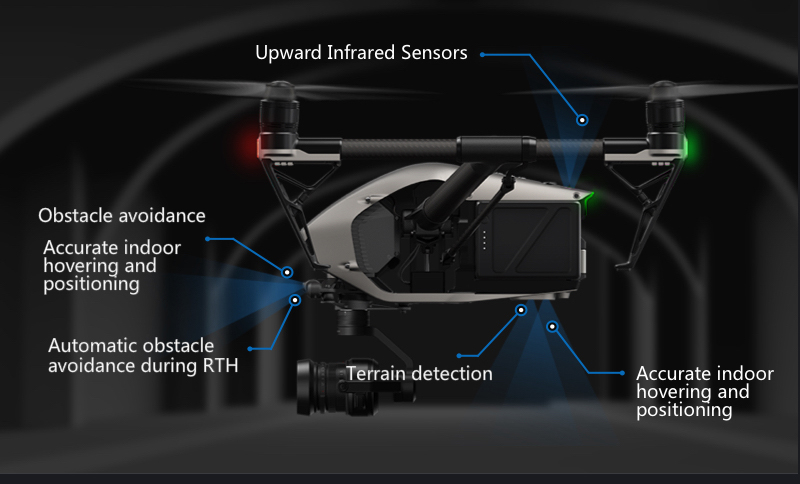 Upward Infrared Sensors
Obstacle avoidance
Accurate indoor
hovering and
positioning
Automatic obstacle
avoidance during RTH
Terrain detection
Accurate indoor
hovering and
positioning